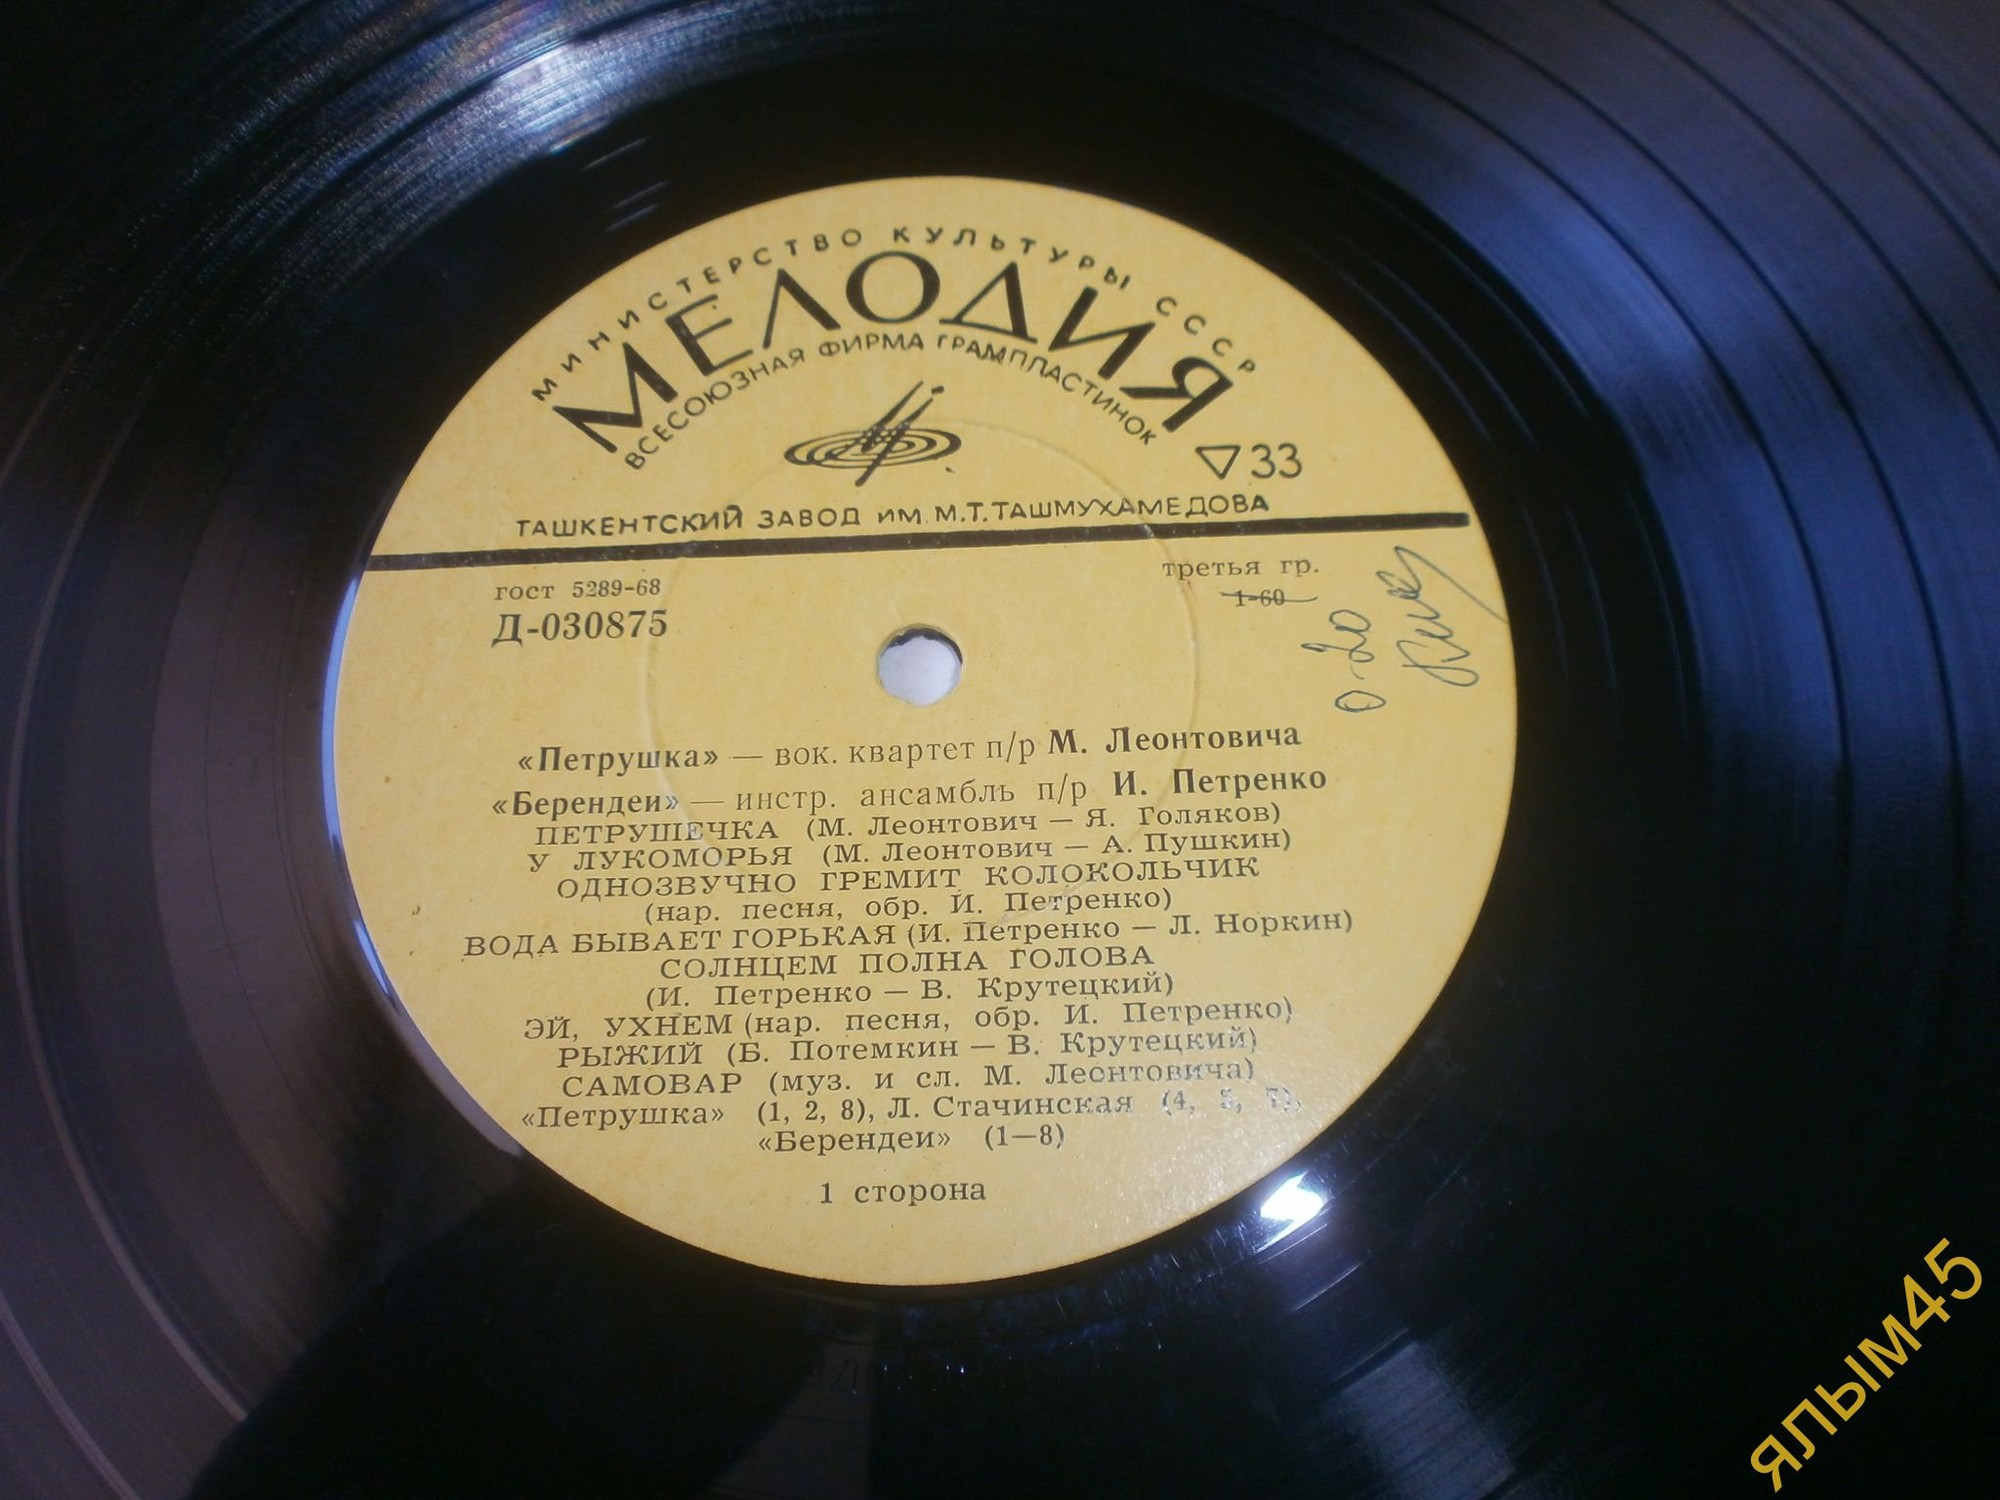 МИНИСТЕРСТВО КУЛЬТУРЫ СССР
МЕЛОДИЯ
ВСЕСОЮЗНАЯ ФИРМА ГРАМПЛАСТИНОК
33
ТАШКЕНТСКИЙ ЗАВОД ИМ. М.Т. ТАШМУХАМЕДОВА
гост 5289-68
третья гр.
Д-030875
1-60
0-20
«Петрушка» — вок. квартет п/р М. Леонтовича
«Берендеи» — инстр. ансамбль п/р И. Петренко
ПЕТРУШЕЧКА (М. Леонтович — Я. Голяков)
У ЛУКОМОРЬЯ (М. Леонтович — А. Пушкин)
ОДНОЗВУЧНО ГРЕМИТ КОЛОКОЛЬЧИК
(нар. песня, обр. И. Петренко)
ВОДА БЫВАЕТ ГОРЬКАЯ (И. Петренко — Л. Норкин)
СОЛНЦЕМ ПОЛНА ГОЛОВА
(И. Петренко — В. Крутецкий)
ЭЙ, УХНЕМ (нар. песня, обр. И. Петренко)
РЫЖИЙ (Б. Потемкин — В. Крутецкий)
САМОВАР (муз. и сл. М. Леонтовича)
«Петрушка» (1, 2, 8), Л. Стачинская (4, 5, 7),
«Берендеи» (1—8)
1 сторона
ялым45